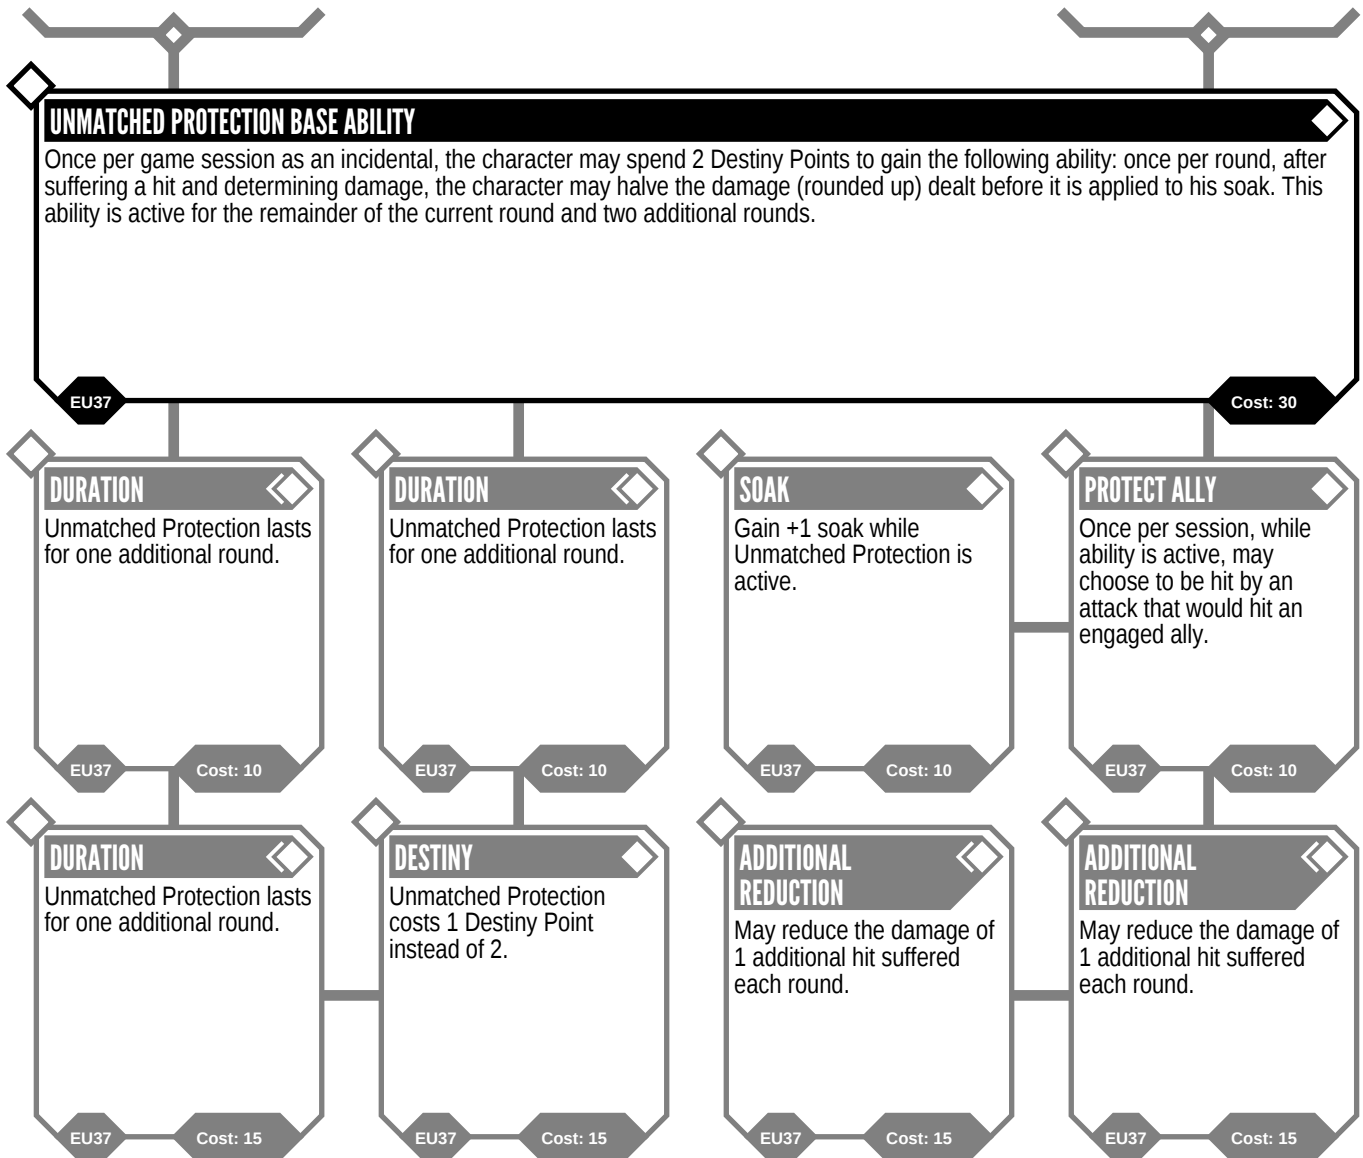 UNMATCHED PROTECTION BASE ABILITY
Once per game session as an incidental, the character may spend 2 Destiny Points to gain the following ability: once per round, after
suffering a hit and determining damage, the character may halve the damage (rounded up) dealt before it is applied to his soak. This
ability is active for the remainder of the current round and two additional rounds.
EU37
Cost: 30
DURATION
Unmatched Protection lasts
for one additional round.
EU37
Cost: 10
DURATION
Unmatched Protection lasts
for one additional round.
EU37
Cost: 10
SOAK
Gain +1 soak while
Unmatched Protection is
active.
EU37
Cost: 10
PROTECT ALLY
Once per session, while
ability is active, may
choose to be hit by an
attack that would hit an
engaged ally.
EU37
Cost: 10
DURATION
Unmatched Protection lasts
for one additional round.
EU37
Cost: 15
DESTINY
Unmatched Protection
costs 1 Destiny Point
instead of 2.
EU37
Cost: 15
ADDITIONAL
REDUCTION
May reduce the damage of
1 additional hit suffered
each round.
EU37
Cost: 15
ADDITIONAL
REDUCTION
May reduce the damage of
1 additional hit suffered
each round.
EU37
Cost: 15